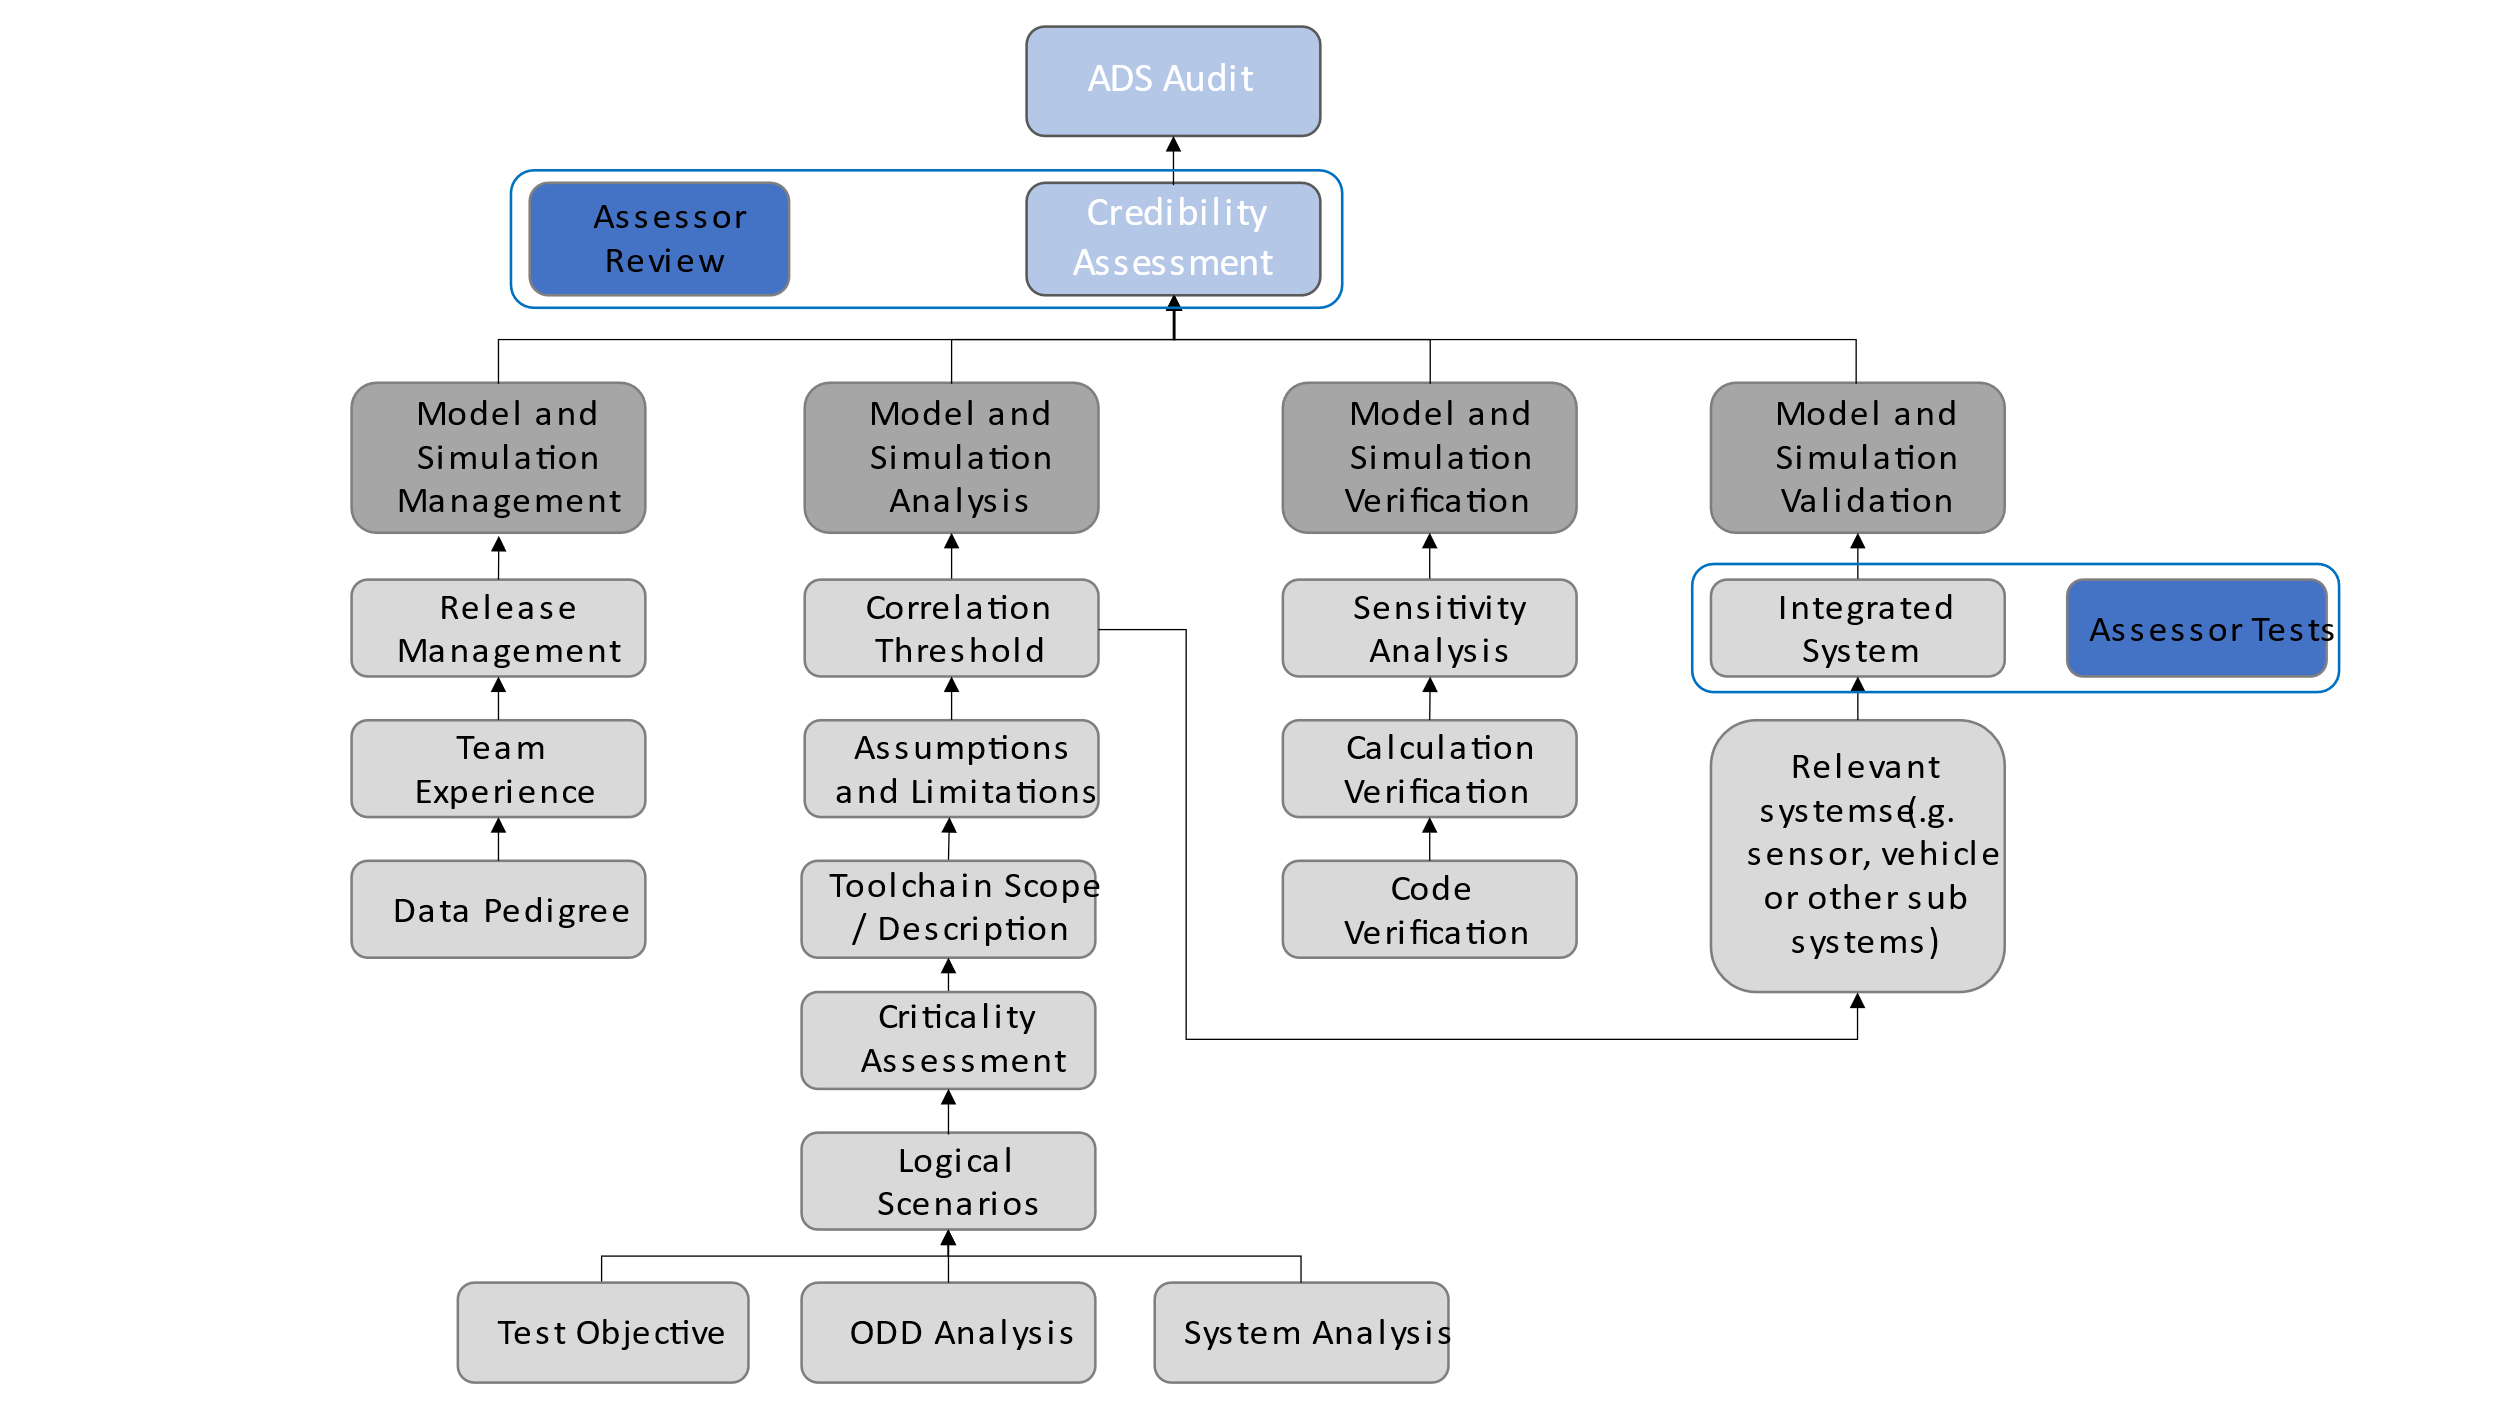 ADS Audit
Assessor
Review
Credibility
Assessment
Model and
Simulation
Management
Model and
Simulation
Analysis
Model and
Simulation
Verification
Model and
Simulation
Validation
Release
Management
Correlation
Threshold
Sensitivity
Analysis
Integrated
System
Assessor Tests
Team
Experience
Assumptions
and Limitations
Calculation
Verification
Relevant
systems(e.g.
sensor, vehicle
or other sub
systems)
Data Pedigree
Toolchain Scope
/ Description
Code
Verification
Criticality
Assessment
Logical
Scenarios
Test Objective
ODD Analysis
System Analysis